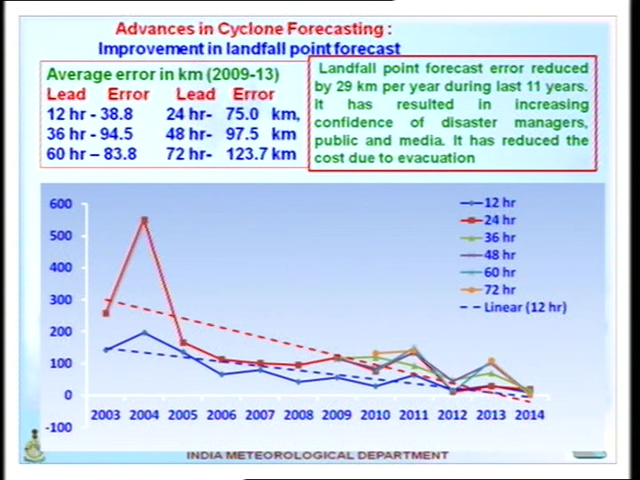 Advances in Cyclone Forecasting :
Improvement in landfall point forecast
Average error in km (2009-13)
Lead Error Lead Error
12 hr - 38.8 24 hr- 75.0 km,
36 hr - 94.5 48 hr- 97.5 km
60 hr – 83.8 72 hr- 123.7 km
Landfall point forecast error reduced
by 29 km per year during last 11 years.
It has resulted in increasing
confidence of disaster managers,
public and media. It has reduced the
cost due to evacuation
600
500
400
300
200
100
0
-100
12 hr
24 hr
36 hr
48 hr
60 hr
72 hr
Linear (12 hr)
2003 2004 2005 2006 2007 2008 2009 2010 2011 2012 2013 2014
INDIA METEOROLOGICAL DEPARTMENT